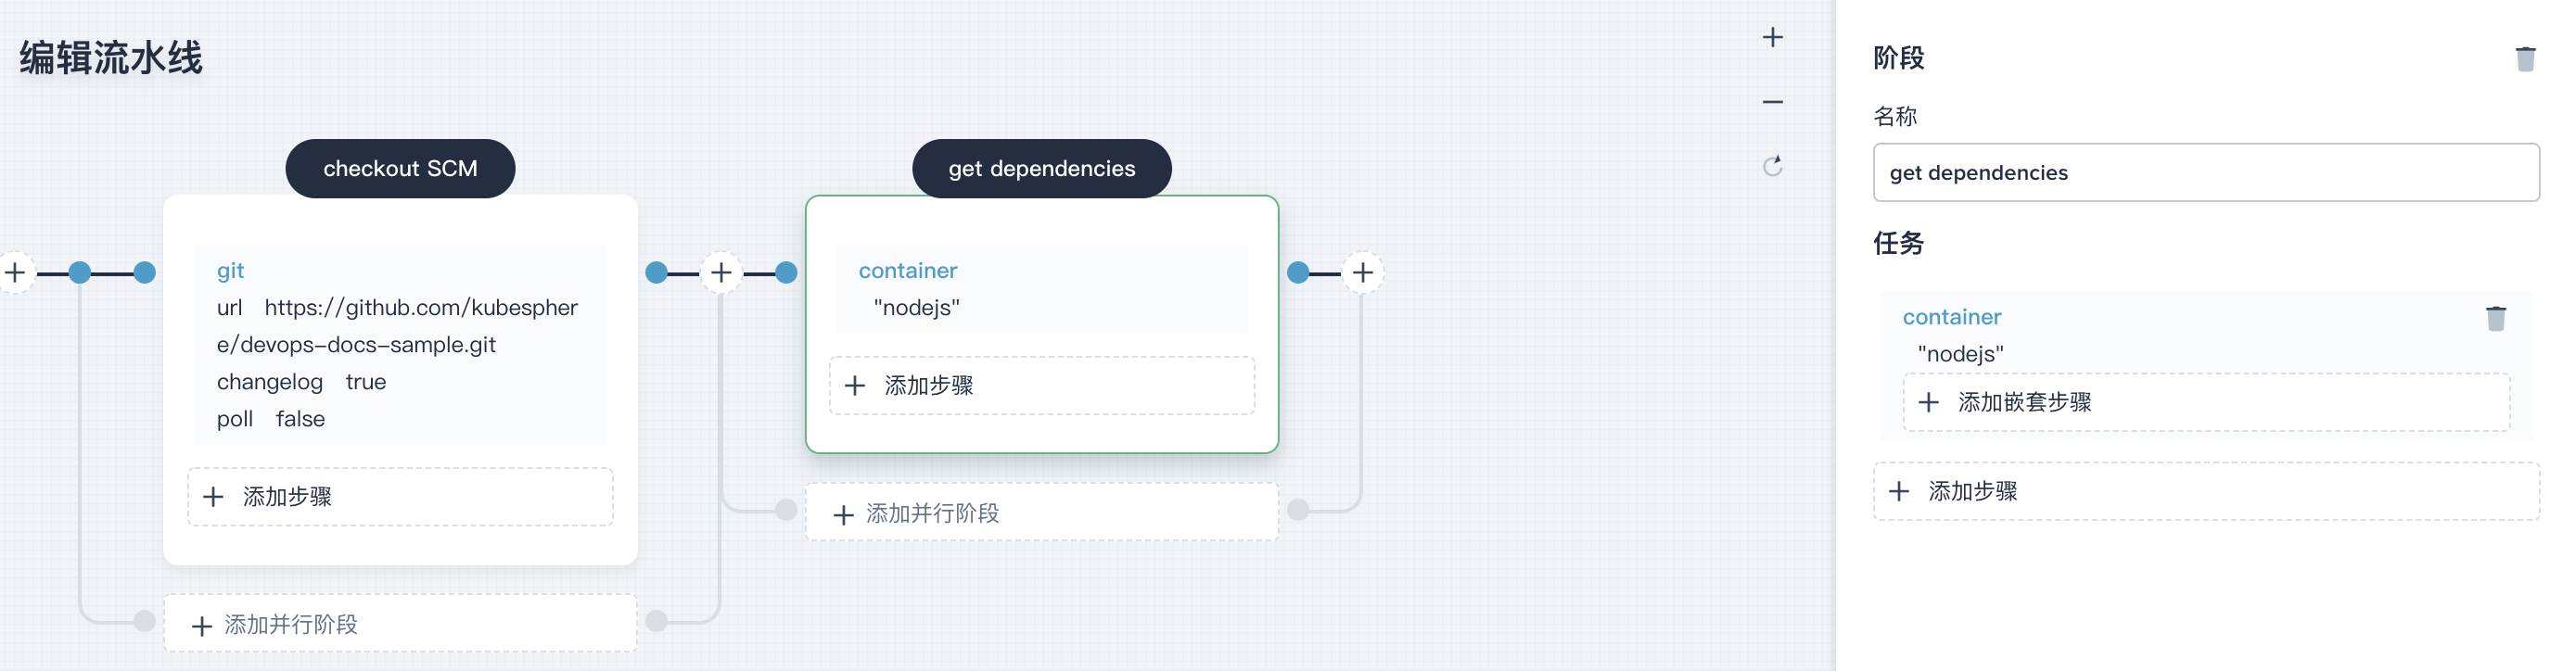 编辑流水线
checkout SCM
git
url https://github.com/kubespher
e/devops-docs-sample.git
changelog true
poll false
添加步骤
添加并行阶段
get dependencies
container
"nodejs"
添加步骤
添加并行阶段
阶段
名称
get dependencies
任务
container
"nodejs"
添加嵌套步骤
添加步骤